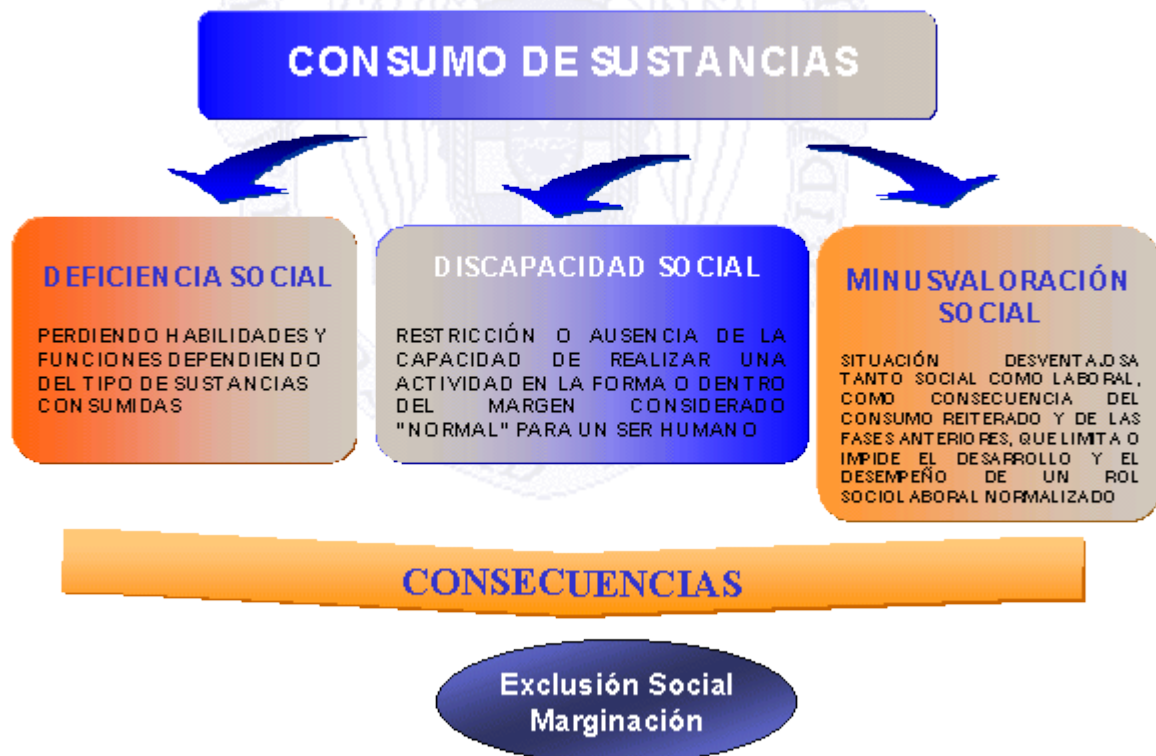 CONSUMO DE SUSTANCIAS
DEFICIENCIA SOCIAL
PERDIENDO HABILIDADES Y
FUNCIONES DEPENDIENDO
DEL TIPO DE SUSTANCIAS
CONSUMIDAS
DISCAPACIDAD SOCIAL
RESTRICCIÓN O AUSENCIA DE LA
CAPACIDAD DE REALIZAR UNA
ACTIVIDAD EN LA FORMA O DENTRO
DEL MARGEN CONSIDERADO
"NORMAL" PARA UN SER HUMANO
MINUSVALORACIÓN
SOCIAL
SITUACIÓN DESVENTAJOSA
TANTO SOCIAL COMO LABORAL,
COMO CONSECUENCIA DEL
CONSUMO REITERADO Y DE LAS
FASES ANTERIORES, QUE LIMITA O
IMPIDE EL DESARROLLO Y EL
DESEMPEÑO DE UN ROL
SOCIOLABORAL NORMALIZADO
CONSECUENCIAS
Exclusión Social
Marginación